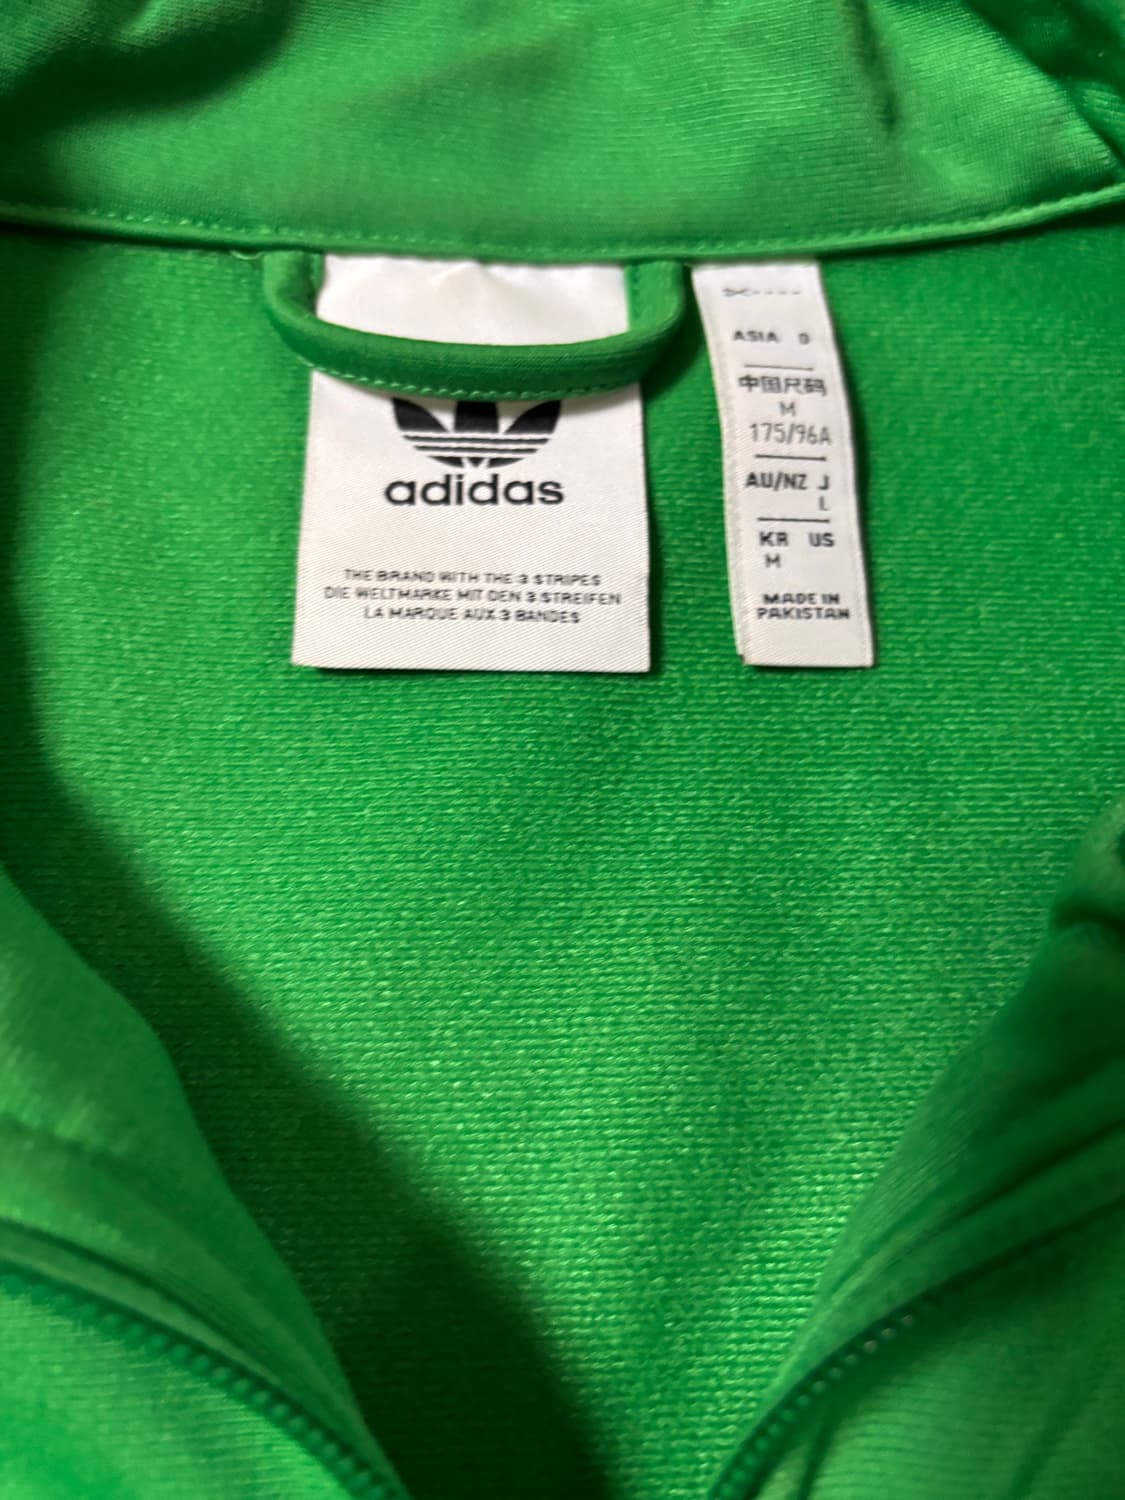 adidas
THE BRAND WITH THE 3 STRIPES
DIE WELTMARKE MIT DEN 3 STREIFEN
LA MARQUE AUX 3 BANDES
ASIA
中国尺码
M
175/96A
AU/NZ J
L
KR US
M
MADE IN
PAKISTAN